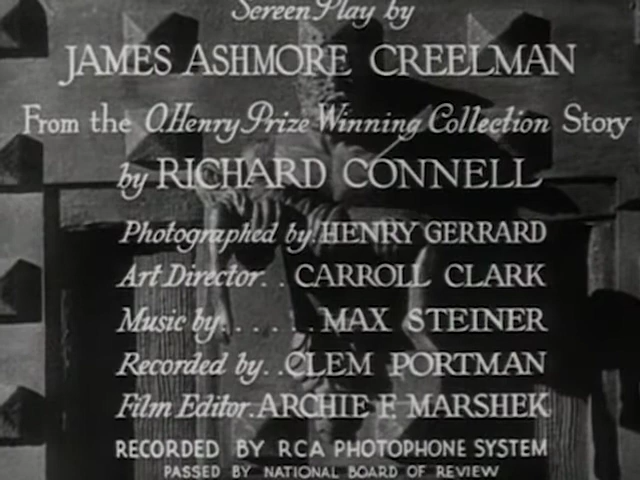 Screen Play by
JAMES ASHMORE CREELMAN
From the O.Henry Prize Winning Collection Story
by RICHARD CONNELL
Photographed by. HENRY GERRARD
Art Director. . CARROLL CLARK
Music by. . . . . . MAX STEINER
Recorded by. . CLEM PORTMAN
Film Editor. ARCHIE F. MARSHEK
RECORDED BY RCA PHOTOPHONE SYSTEM
PASSED BY NATIONAL BOARD OF REVIEW